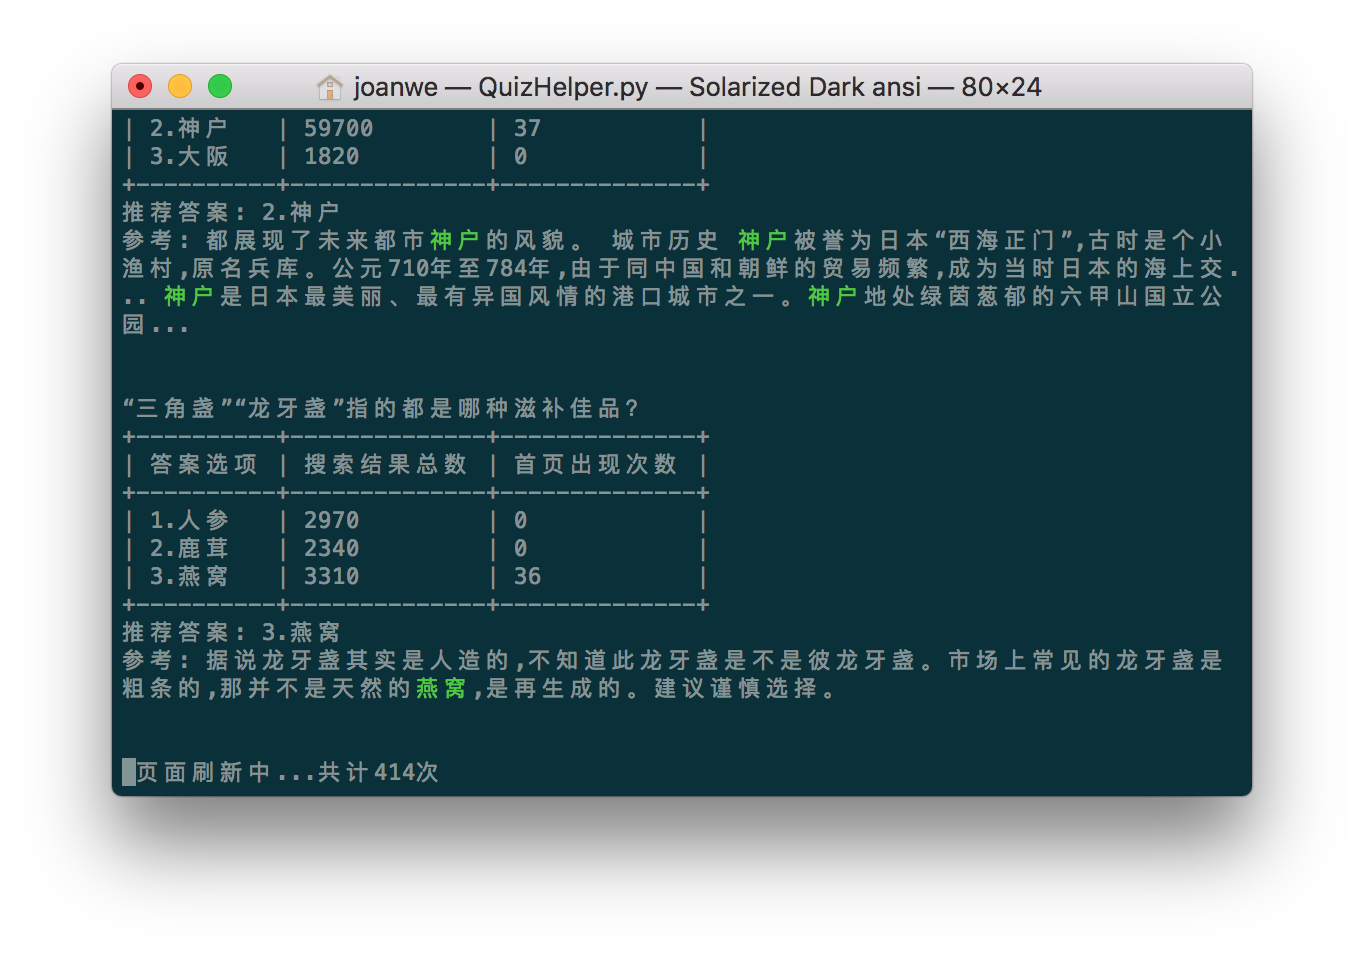 joanwe — QuizHelper.py — Solarized Dark ansi — 80×24
| 2.神户 | 59700 | 37 |
| 3.大阪 | 1820 | 0 |
+----------+--------------+--------------+
推荐答案: 2.神户
参考: 都展现了未来都市神户的风貌。 城市历史 神户被誉为日本“西海正门”,古时是个小
渔村,原名兵库。公元710年至784年,由于同中国和朝鲜的贸易频繁,成为当时日本的海上交.
.. 神户是日本最美丽、最有异国风情的港口城市之一。神户地处绿茵葱郁的六甲山国立公
园...
“三角盏”“龙牙盏”指的都是哪种滋补佳品?
+----------+--------------+--------------+
| 答案选项 | 搜索结果总数 | 首页出现次数 |
+----------+--------------+--------------+
| 1.人参 | 2970 | 0 |
| 2.鹿茸 | 2340 | 0 |
| 3.燕窝 | 3310 | 36 |
+----------+--------------+--------------+
推荐答案: 3.燕窝
参考: 据说龙牙盏其实是人造的,不知道此龙牙盏是不是彼龙牙盏。市场上常见的龙牙盏是
粗条的,那并不是天然的燕窝,是再生成的。建议谨慎选择。
页面刷新中...共计414次